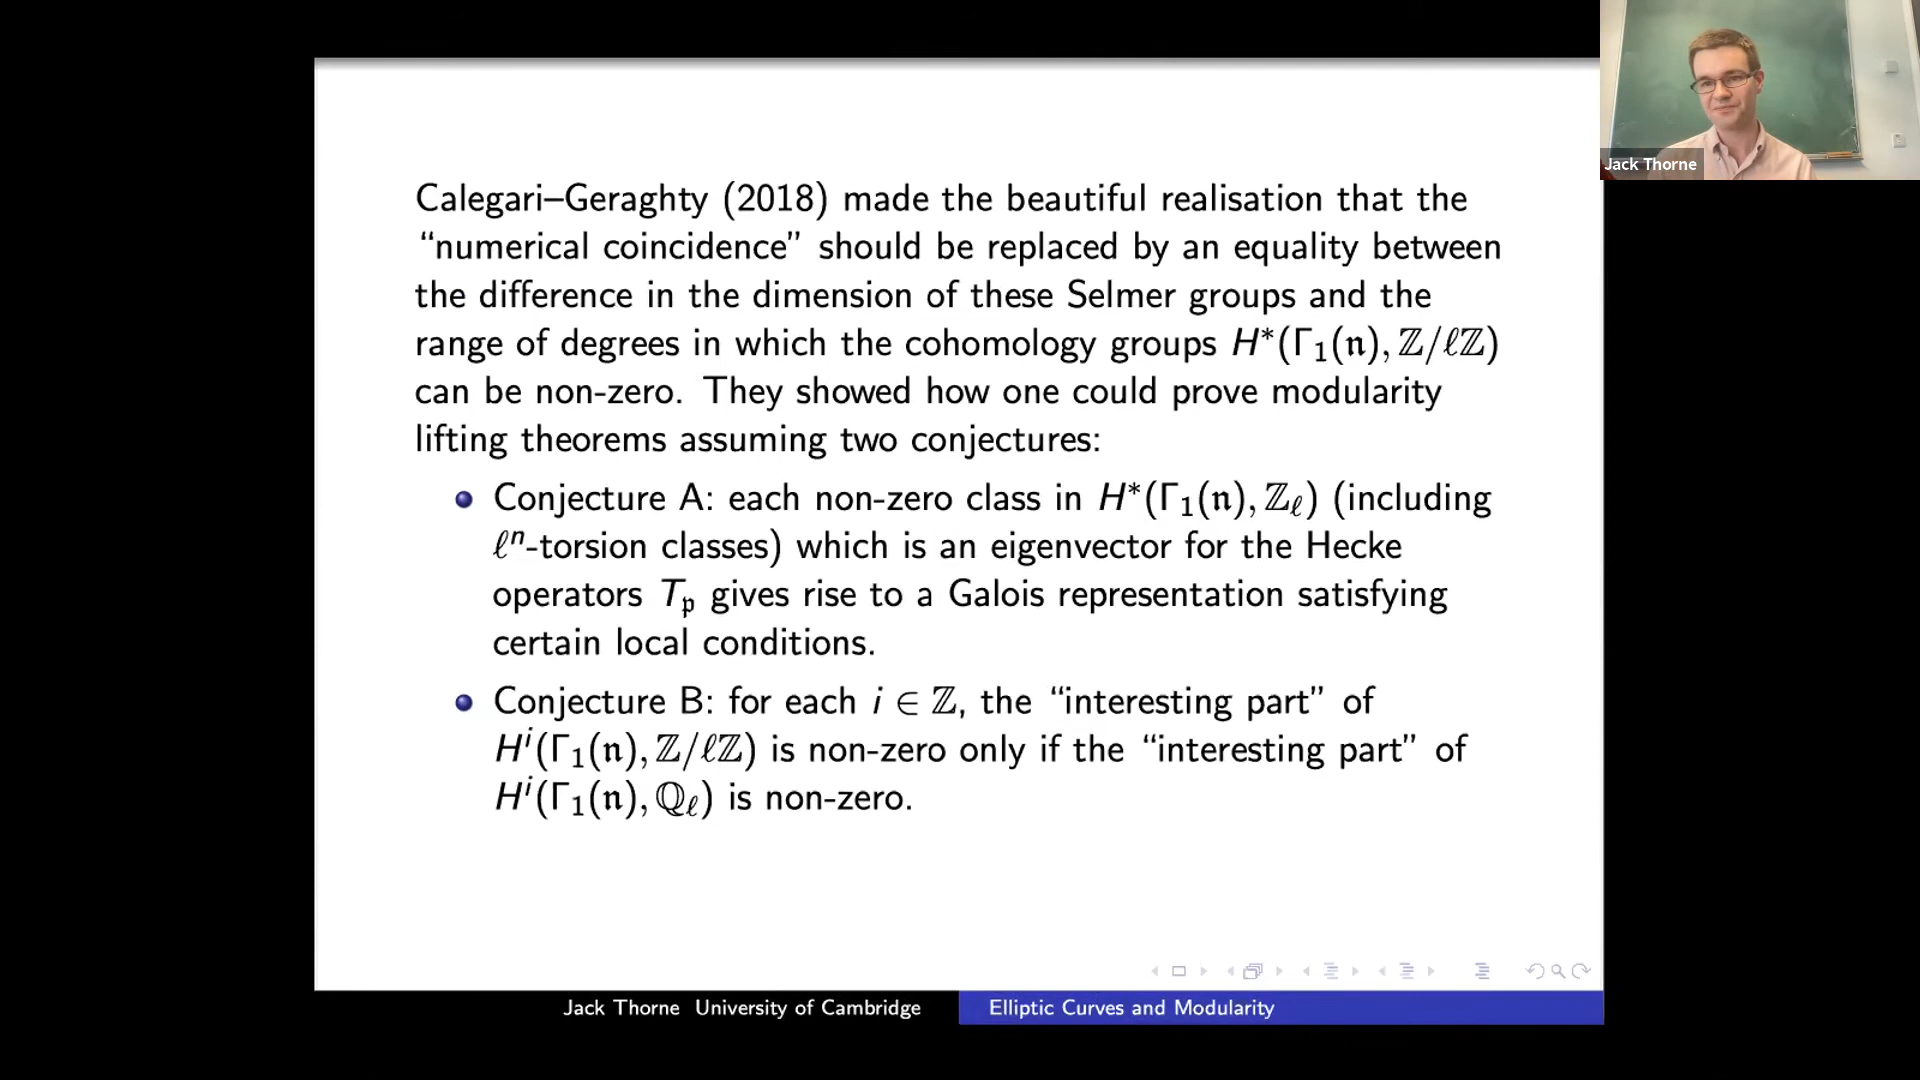 Jack Thorne
Calegari–Geraghty (2018) made the beautiful realisation that the
“numerical coincidence” should be replaced by an equality between
the difference in the dimension of these Selmer groups and the
range of degrees in which the cohomology groups H*(Γ₁(𝔫), ℤ/ℓℤ)
can be non-zero. They showed how one could prove modularity
lifting theorems assuming two conjectures:
• Conjecture A: each non-zero class in H*(Γ₁(𝔫), ℤ_ℓ) (including
ℓⁿ-torsion classes) which is an eigenvector for the Hecke
operators T_𝔭 gives rise to a Galois representation satisfying
certain local conditions.
• Conjecture B: for each i ∈ ℤ, the “interesting part” of
Hⁱ(Γ₁(𝔫), ℤ/ℓℤ) is non-zero only if the “interesting part” of
Hⁱ(Γ₁(𝔫), ℚ_ℓ) is non-zero.
Jack Thorne University of Cambridge
Elliptic Curves and Modularity